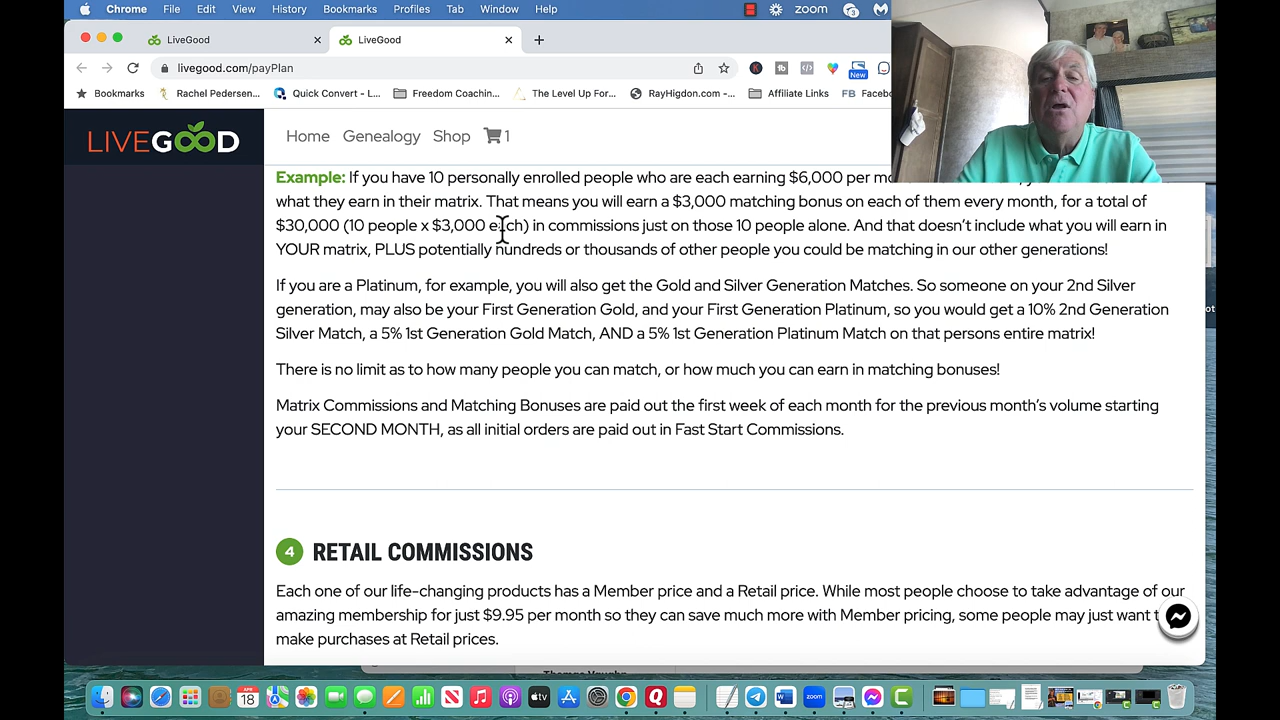 Chrome File Edit View History Bookmarks Profiles Tab Window Help
zoom 3
LiveGood
LiveGood
livegood.com/payPlan
New
Bookmarks
Rachel Pedersen...
Quick Convert - L...
Freedom Coachin...
The Level Up For...
RayHigdon.com -...
Affiliate Links
FB Facebo
LIVEGOOD
Home Genealogy Shop 1
Example: If you have 10 personally enrolled people who are each earning $6,000 per mo
what they earn in their matrix. That means you will earn a $3,000 matching bonus on each of them every month, for a total of
$30,000 (10 people x $3,000 each) in commissions just on those 10 people alone. And that doesn't include what you will earn in
YOUR matrix, PLUS potentially hundreds or thousands of other people you could be matching in our other generations!
If you are a Platinum, for example, you will also get the Gold and Silver Generation Matches. So someone on your 2nd Silver
generation, may also be your First Generation Gold, and your First Generation Platinum, so you would get a 10% 2nd Generation
Silver Match, a 5% 1st Generation Gold Match, AND a 5% 1st Generation Platinum Match on that persons entire matrix!
There is no limit as to how many people you can match, or how much you can earn in matching bonuses!
Matrix Commissions and Matching Bonuses are paid out the first week of each month for the previous month's volume starting
your SECOND MONTH, as all initial orders are paid out in Fast Start Commissions.
4 RETAIL COMMISSIONS
Each one of our life-changing products has a Member price and a Retail price. While most people choose to take advantage of our
amazing membership for just $9.95 per month so they can save much more with Member pricing, some people may just want t
make purchases at Retail prices.
APR
18
tv
zoom